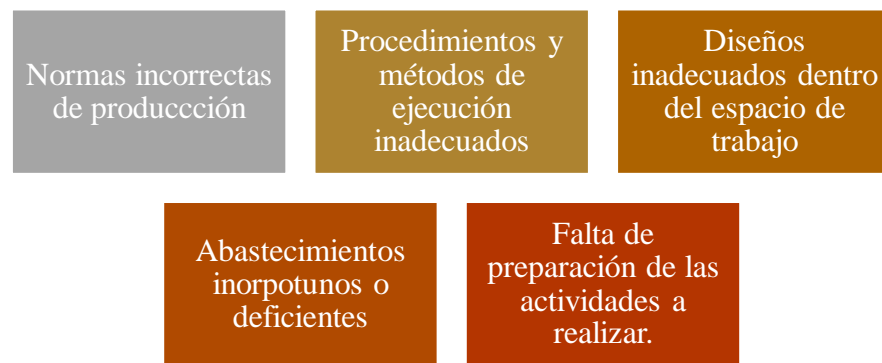 Normas incorrectas
de produccción
Procedimientos y
métodos de
ejecución
inadecuados
Diseños
inadecuados dentro
del espacio de
trabajo
Abastecimientos
inorpotunos o
deficientes
Falta de
preparación de las
actividades a
realizar.